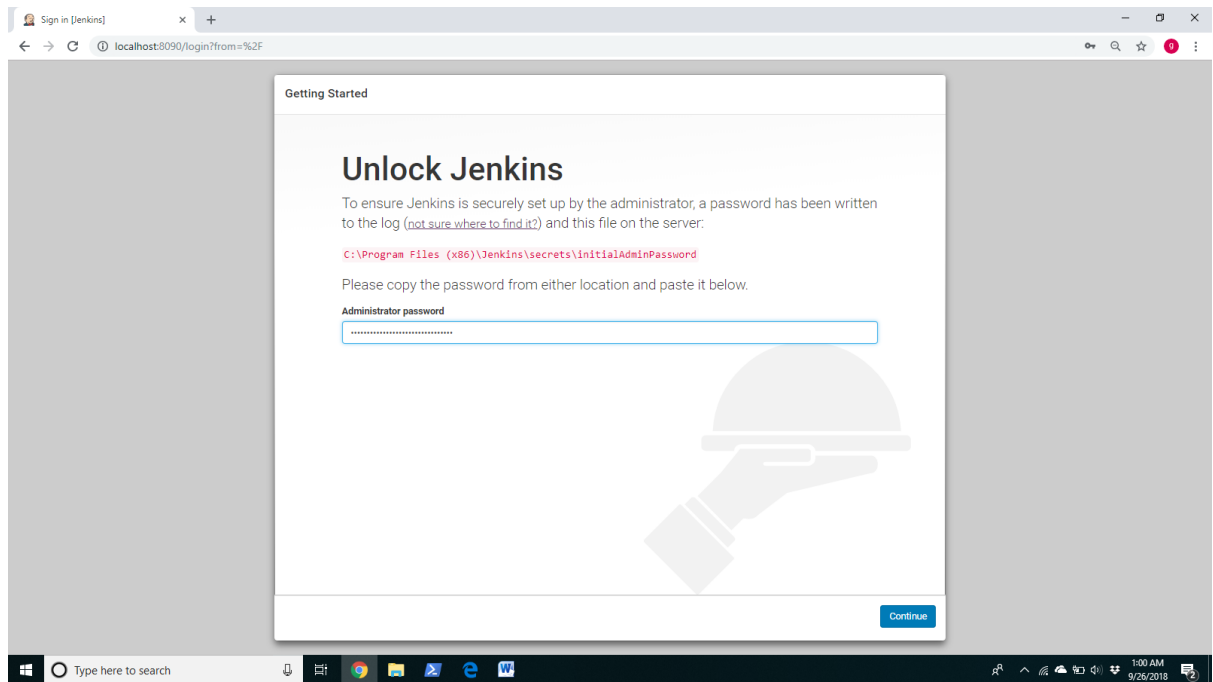 Sign in [Jenkins]
localhost:8090/login?from=%2F
g
Getting Started
Unlock Jenkins
To ensure Jenkins is securely set up by the administrator, a password has been written
to the log (not sure where to find it?) and this file on the server:
C:\Program Files (x86)\Jenkins\secrets\initialAdminPassword
Please copy the password from either location and paste it below.
Administrator password
Continue
Type here to search
1:00 AM
9/26/2018
2